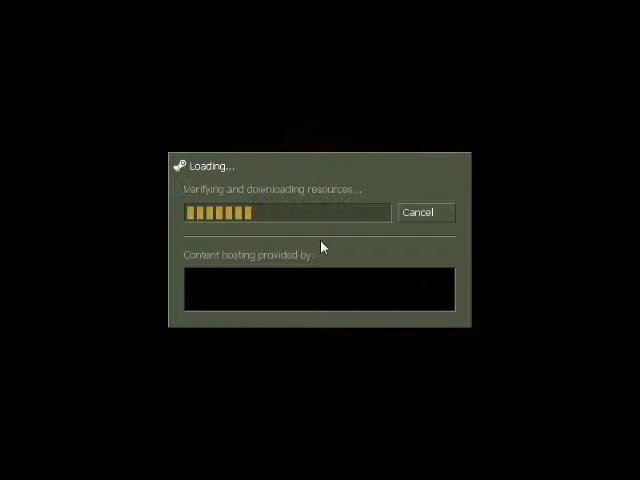 Loading...
Verifying and downloading resources...
Cancel
Content hosting provided by: